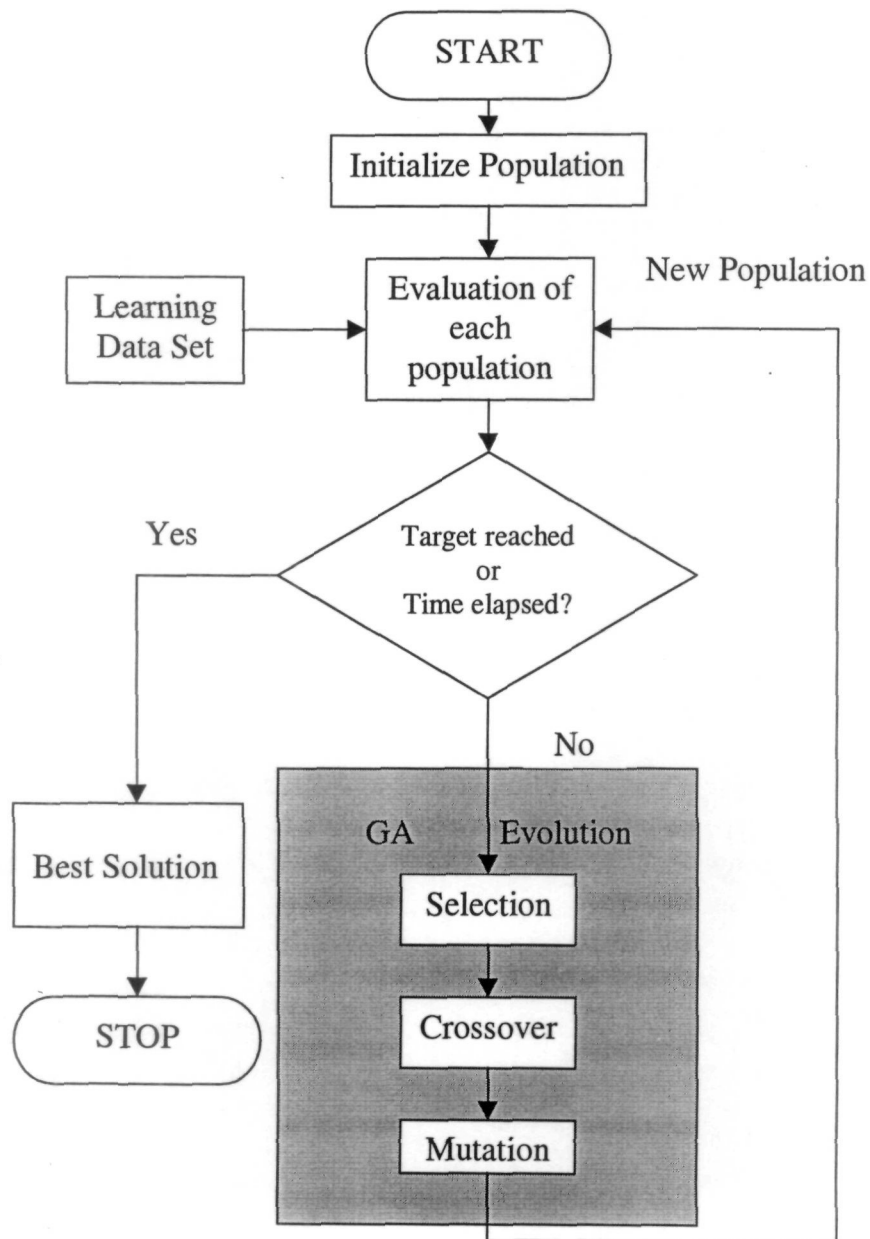 START
Initialize Population
New Population
Learning
Data Set
Evaluation of
each
population
Yes
Target reached
or
Time elapsed?
No
GA Evolution
Best Solution
Selection
STOP
Crossover
Mutation